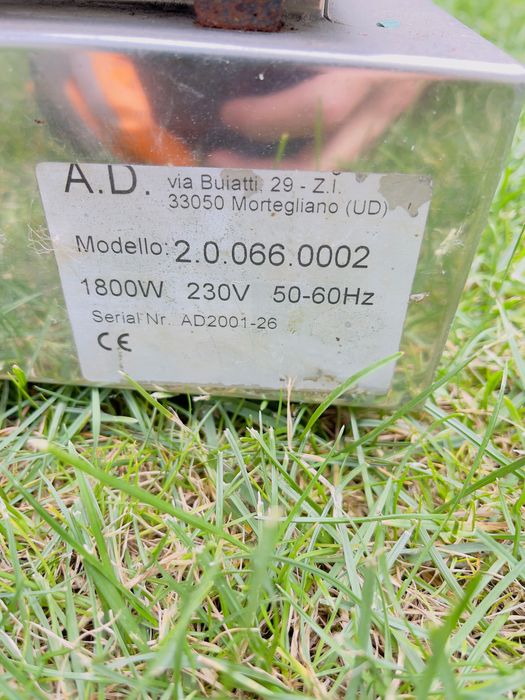 A.D. via Buiatti, 29 - Z.I.
33050 Mortegliano (UD)
Modello: 2.0.066.0002
1800W 230V 50-60Hz
Serial Nr. AD2001-26
CE